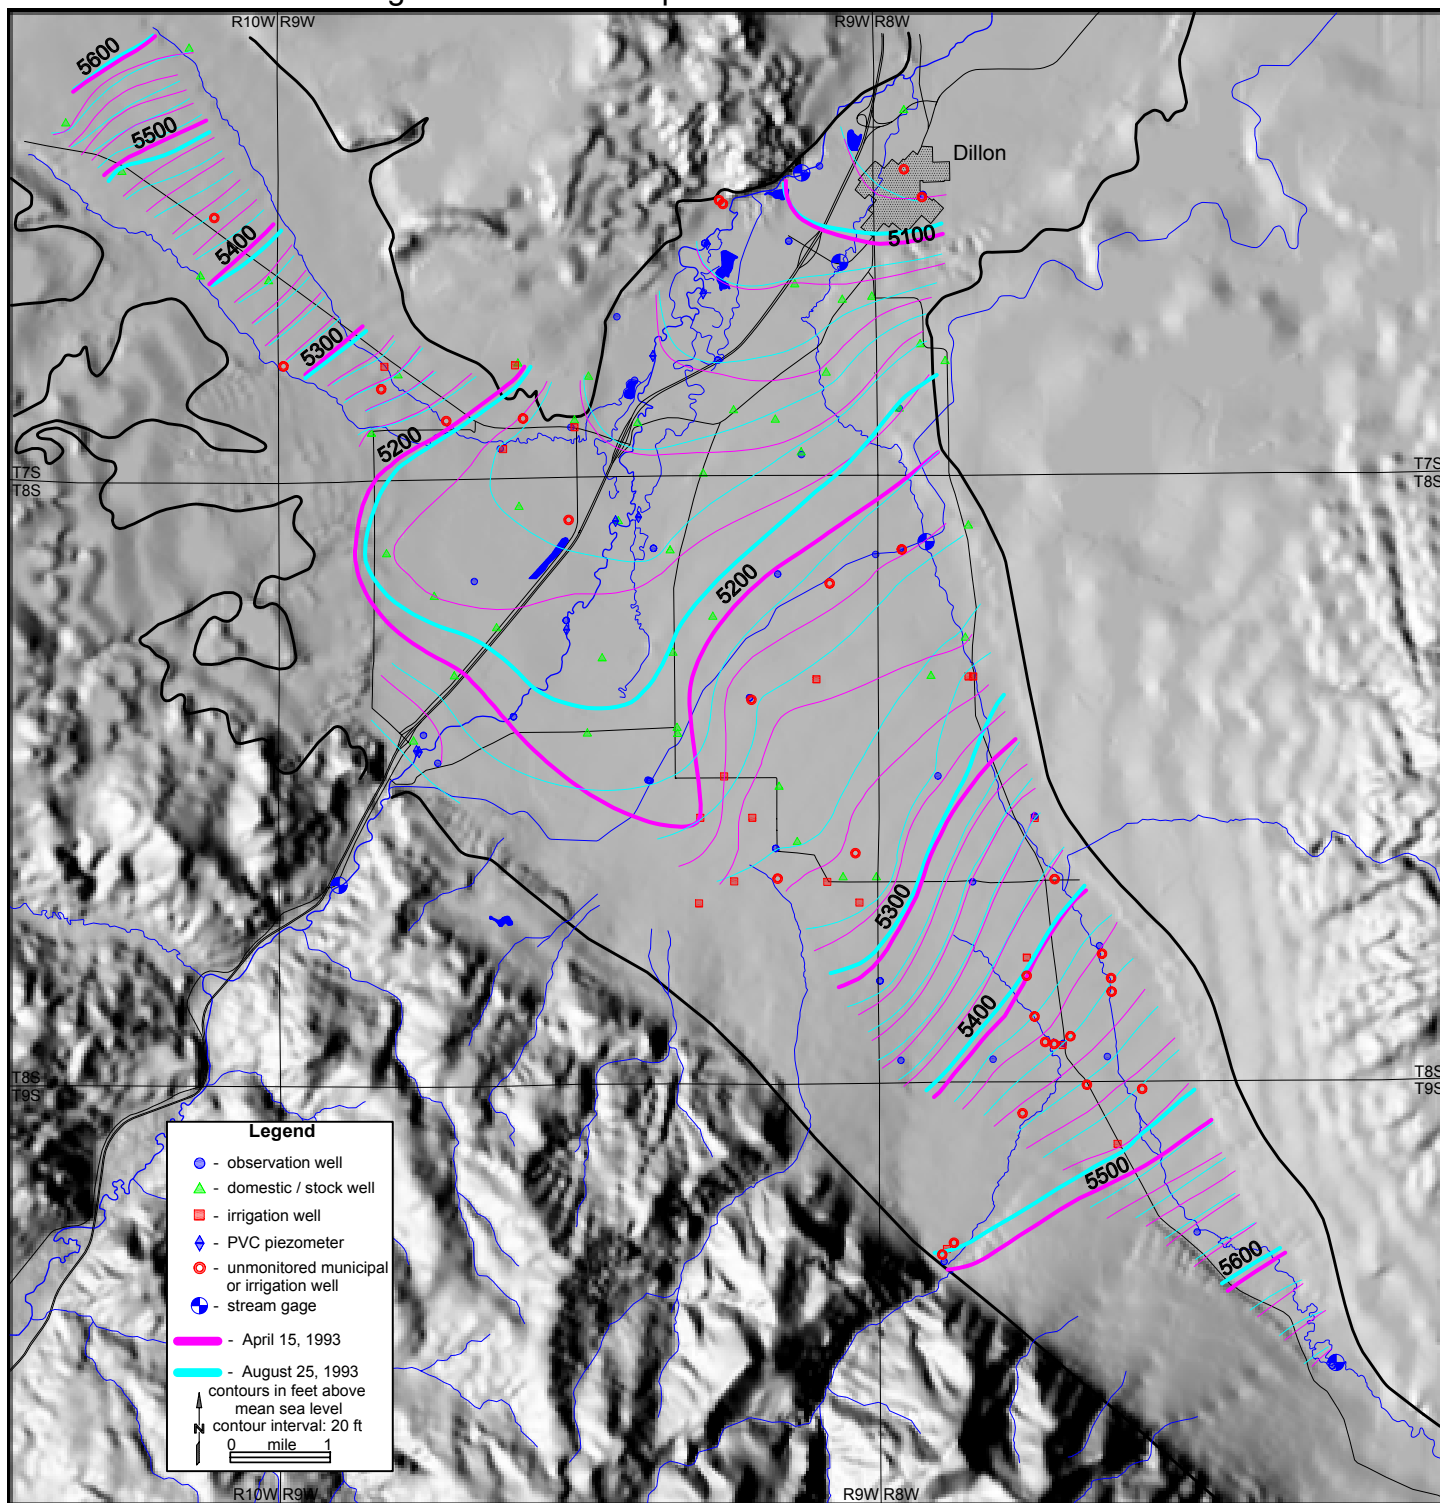 R10W R9W
R9W R8W
5600
5500
Dillon
5400
5100
5300
5200
T7S
T8S
T7S
T8S
5200
5300
5400
T8S
T9S
T8S
T9S
5500
5600
Legend
- observation well
- domestic / stock well
- irrigation well
- PVC piezometer
- unmonitored municipal
or irrigation well
- stream gage
- April 15, 1993
- August 25, 1993
contours in feet above
mean sea level
N
contour interval: 20 ft
0 mile 1
R10W R9W
R9W R8W